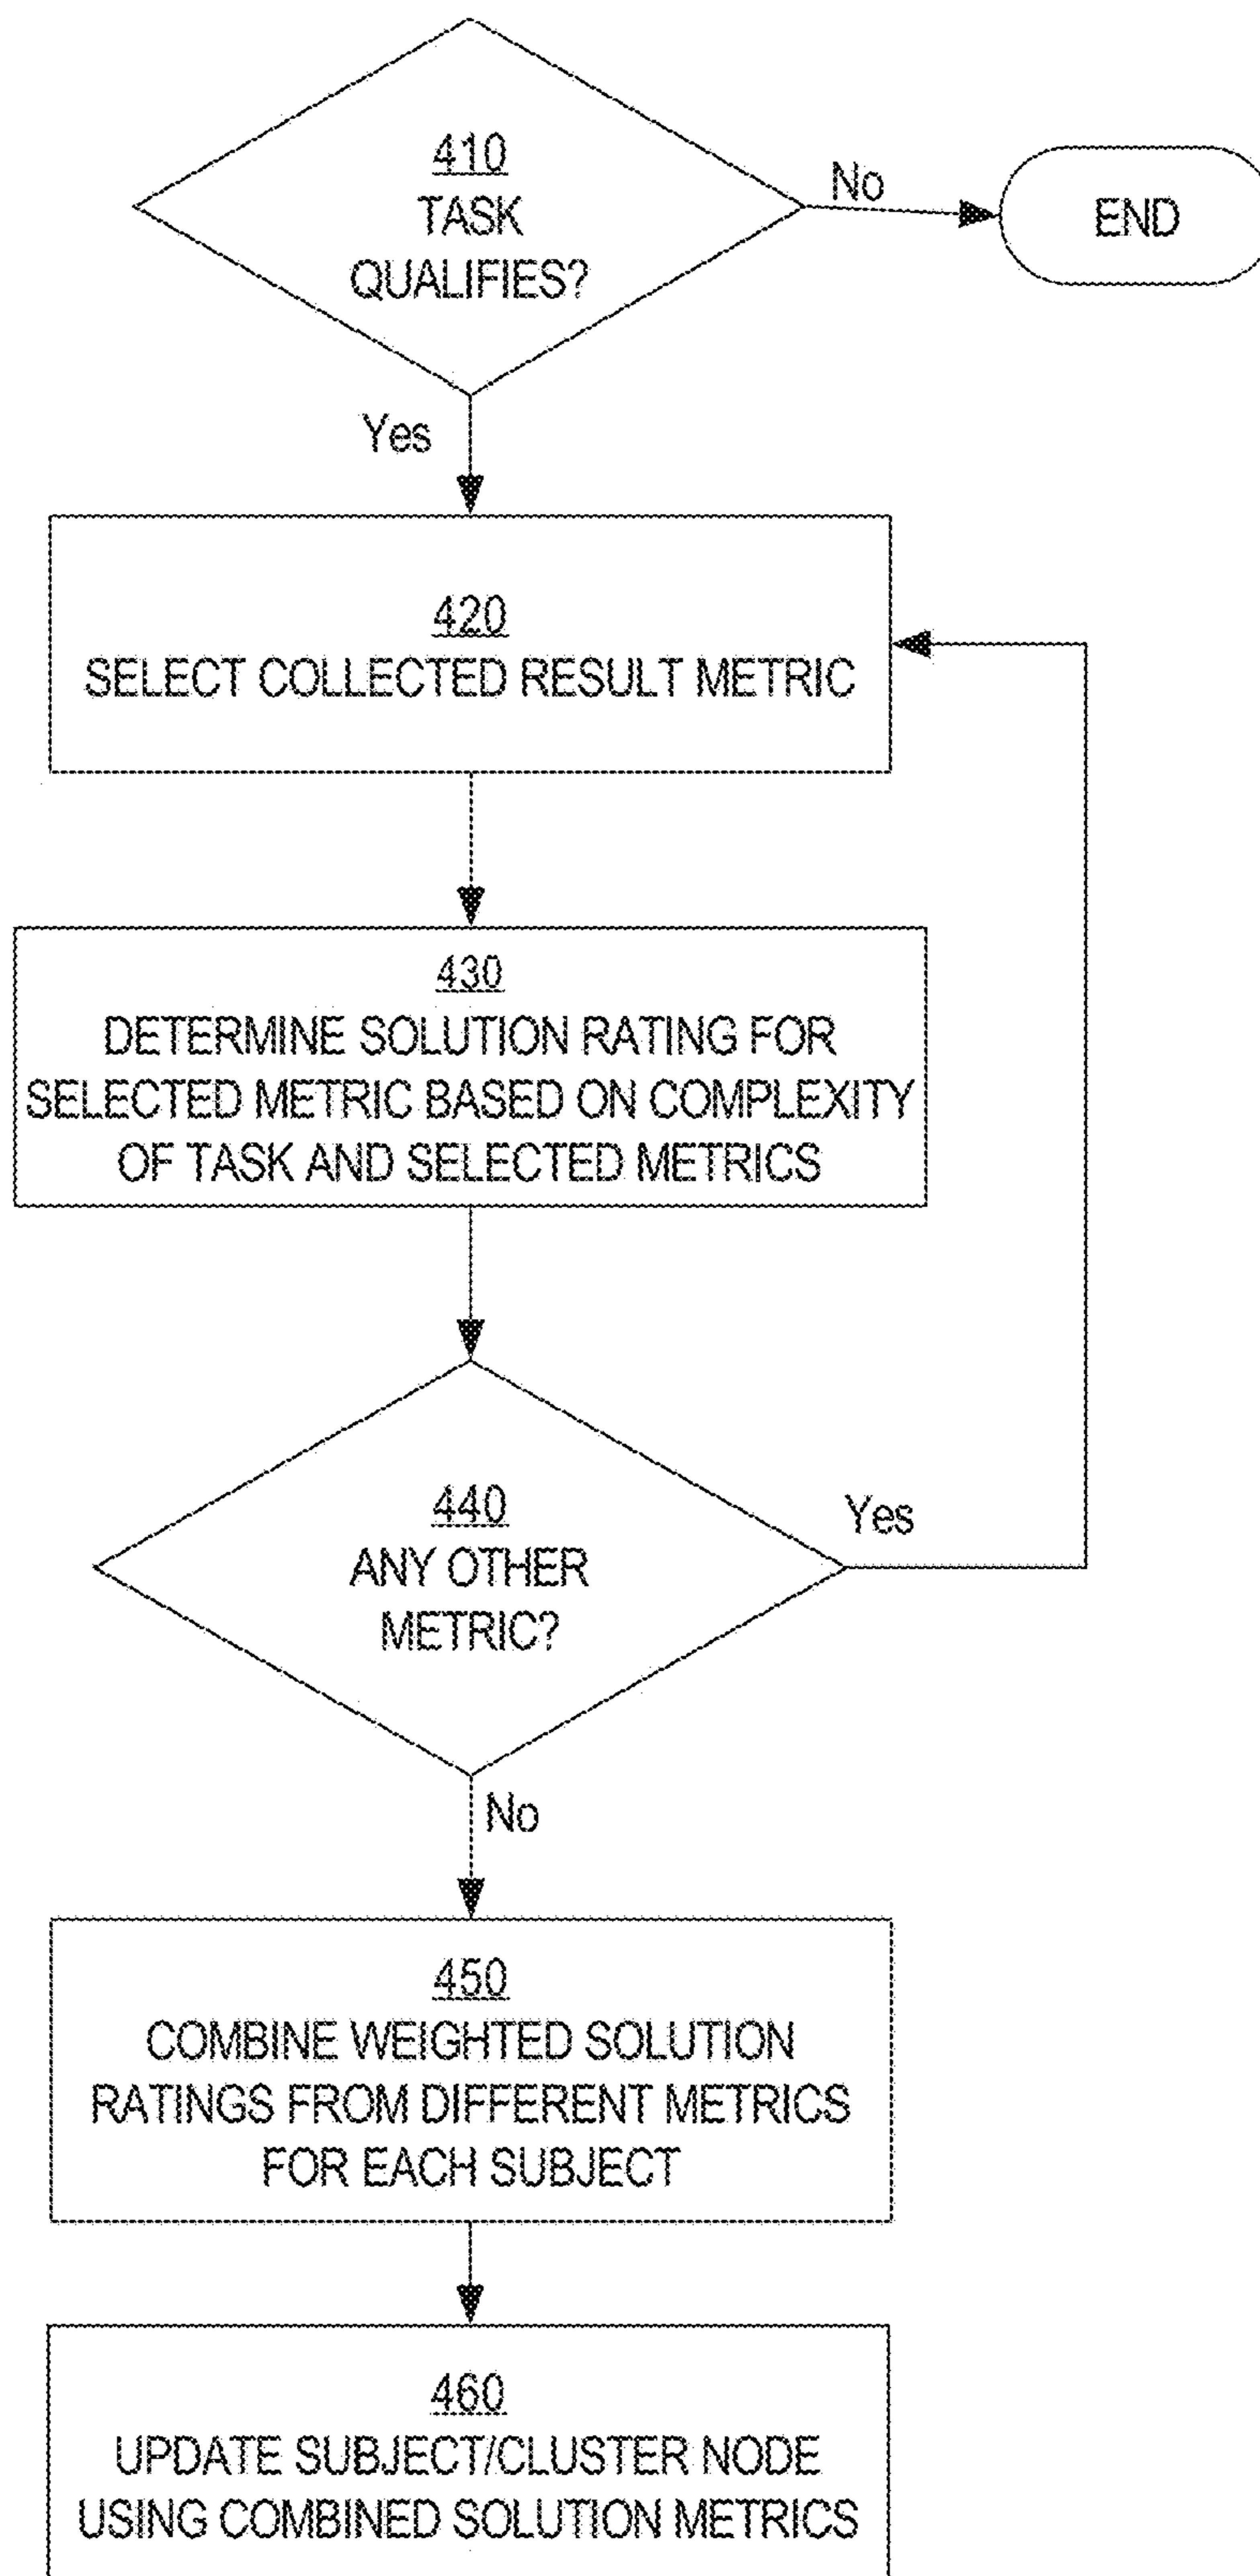 410
TASK
QUALIFIES?
No
END
Yes
420
SELECT COLLECTED RESULT METRIC
430
DETERMINE SOLUTION RATING FOR
SELECTED METRIC BASED ON COMPLEXITY
OF TASK AND SELECTED METRICS
440
ANY OTHER
METRIC?
Yes
No
450
COMBINE WEIGHTED SOLUTION
RATINGS FROM DIFFERENT METRICS
FOR EACH SUBJECT
460
UPDATE SUBJECT/CLUSTER NODE
USING COMBINED SOLUTION METRICS